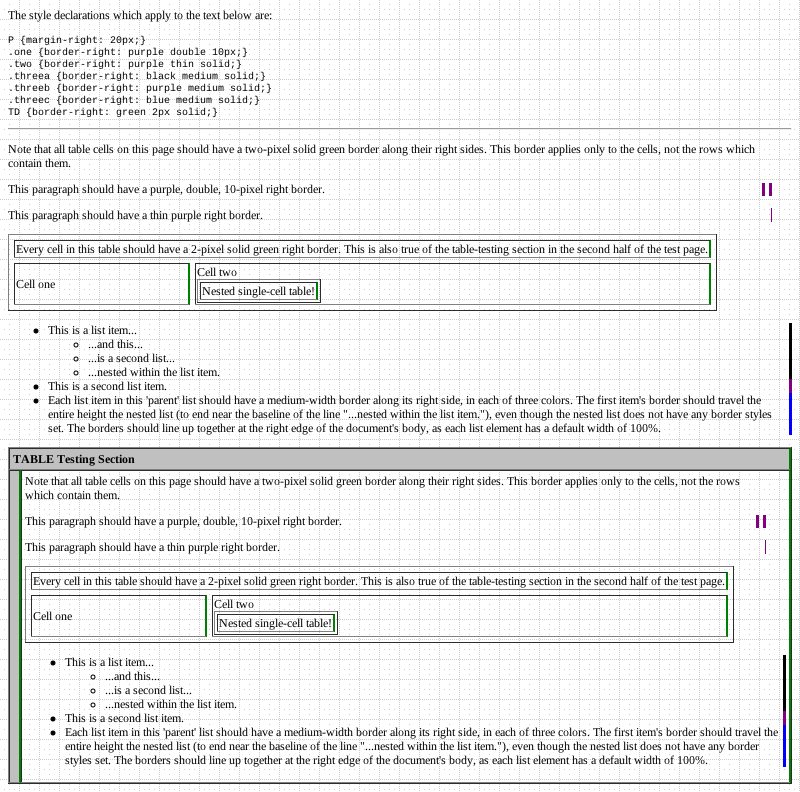 The style declarations which apply to the text below are:
P {margin-right: 20px;}
.one {border-right: purple double 10px;}
.two {border-right: purple thin solid;}
.threea {border-right: black medium solid;}
.threeb {border-right: purple medium solid;}
.threec {border-right: blue medium solid;}
TD {border-right: green 2px solid;}
Note that all table cells on this page should have a two-pixel solid green border along their right sides. This border applies only to the cells, not the rows which
contain them.
This paragraph should have a purple, double, 10-pixel right border.
This paragraph should have a thin purple right border.
Every cell in this table should have a 2-pixel solid green right border. This is also true of the table-testing section in the second half of the test page.
Cell one
Cell two
Nested single-cell table!
This is a list item...
...and this...
...is a second list...
...nested within the list item.
This is a second list item.
Each list item in this 'parent' list should have a medium-width border along its right side, in each of three colors. The first item's border should travel the
entire height the nested list (to end near the baseline of the line "...nested within the list item."), even though the nested list does not have any border styles
set. The borders should line up together at the right edge of the document's body, as each list element has a default width of 100%.
TABLE Testing Section
Note that all table cells on this page should have a two-pixel solid green border along their right sides. This border applies only to the cells, not the rows
which contain them.
This paragraph should have a purple, double, 10-pixel right border.
This paragraph should have a thin purple right border.
Every cell in this table should have a 2-pixel solid green right border. This is also true of the table-testing section in the second half of the test page.
Cell one
Cell two
Nested single-cell table!
This is a list item...
...and this...
...is a second list...
...nested within the list item.
This is a second list item.
Each list item in this 'parent' list should have a medium-width border along its right side, in each of three colors. The first item's border should travel the
entire height the nested list (to end near the baseline of the line "...nested within the list item."), even though the nested list does not have any border
styles set. The borders should line up together at the right edge of the document's body, as each list element has a default width of 100%.